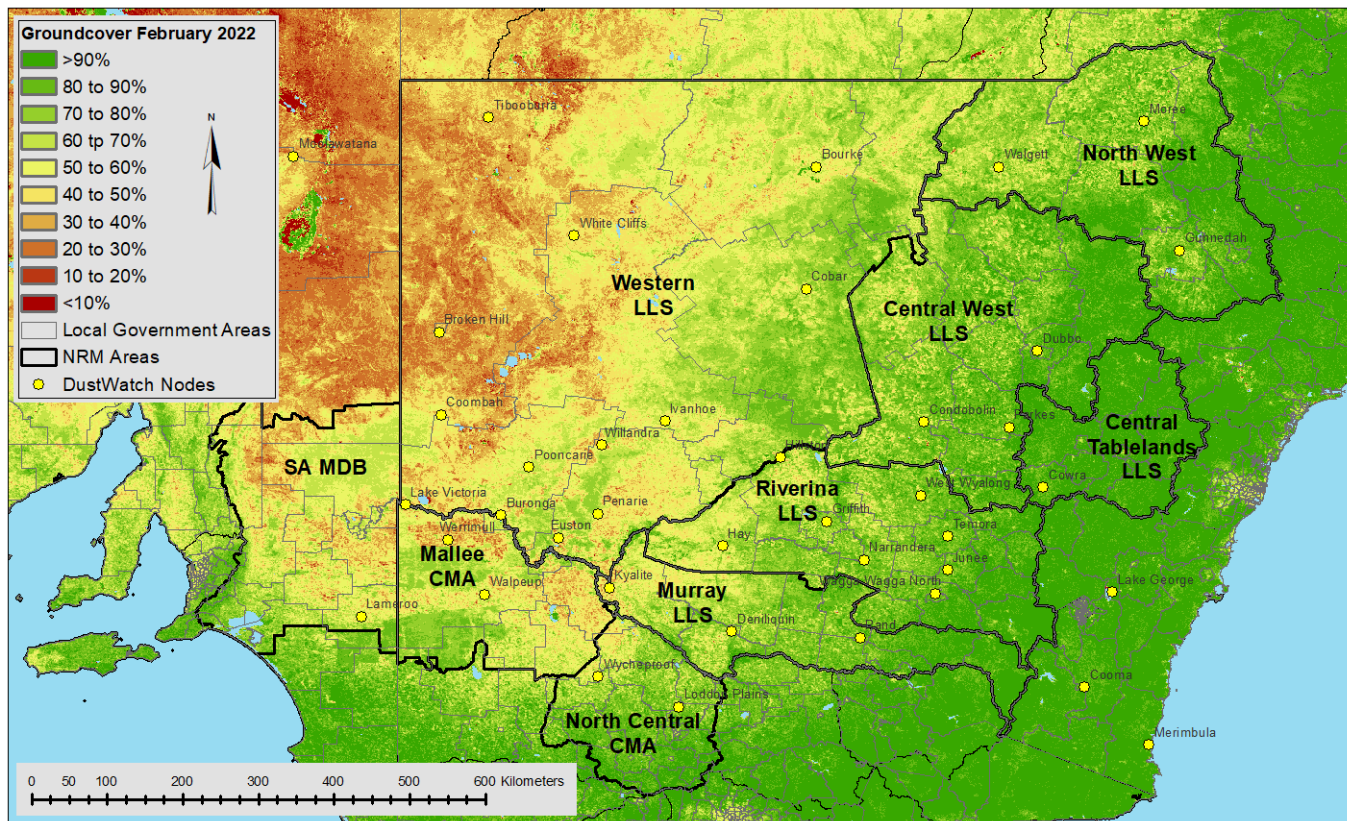 Groundcover February 2022
>90%
80 to 90%
70 to 80%
60 tp 70%
50 to 60%
40 to 50%
30 to 40%
20 to 30%
10 to 20%
<10%
Local Government Areas
NRM Areas
DustWatch Nodes
N
Tibooburra
Moolawatana
Moree
Bourke
Walgett
North West
LLS
White Cliffs
Gunnedah
Western
LLS
Cobar
Central West
LLS
Broken Hill
Dubbo
Coombah
Ivanhoe
Condobolin
Parkes
Central
Tablelands
LLS
Willandra
Hillston
SA MDB
Pooncarie
Riverina
LLS
West Wyalong
Cowra
Lake Victoria
Buronga
Penarie
Griffith
Werrimull
Euston
Hay
Temora
Mallee
CMA
Narrandera
Junee
Walpeup
Kyalite
Murray
LLS
Wagga Wagga North
Lake George
Lameroo
Deniliquin
Rand
Wycheproof
Cooma
Loddon Plains
North Central
CMA
Merimbula
0 50 100 200 300 400 500 600 Kilometers